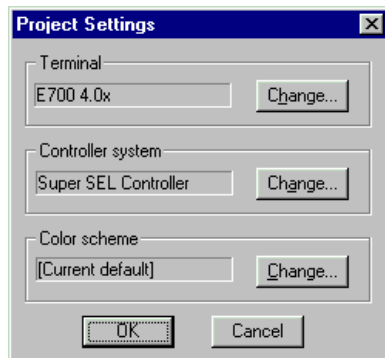 Project Settings
Terminal
E700 4.0x
Change...
Controller system
Super SEL Controller
Change...
Color scheme
[Current default]
Change...
OK
Cancel